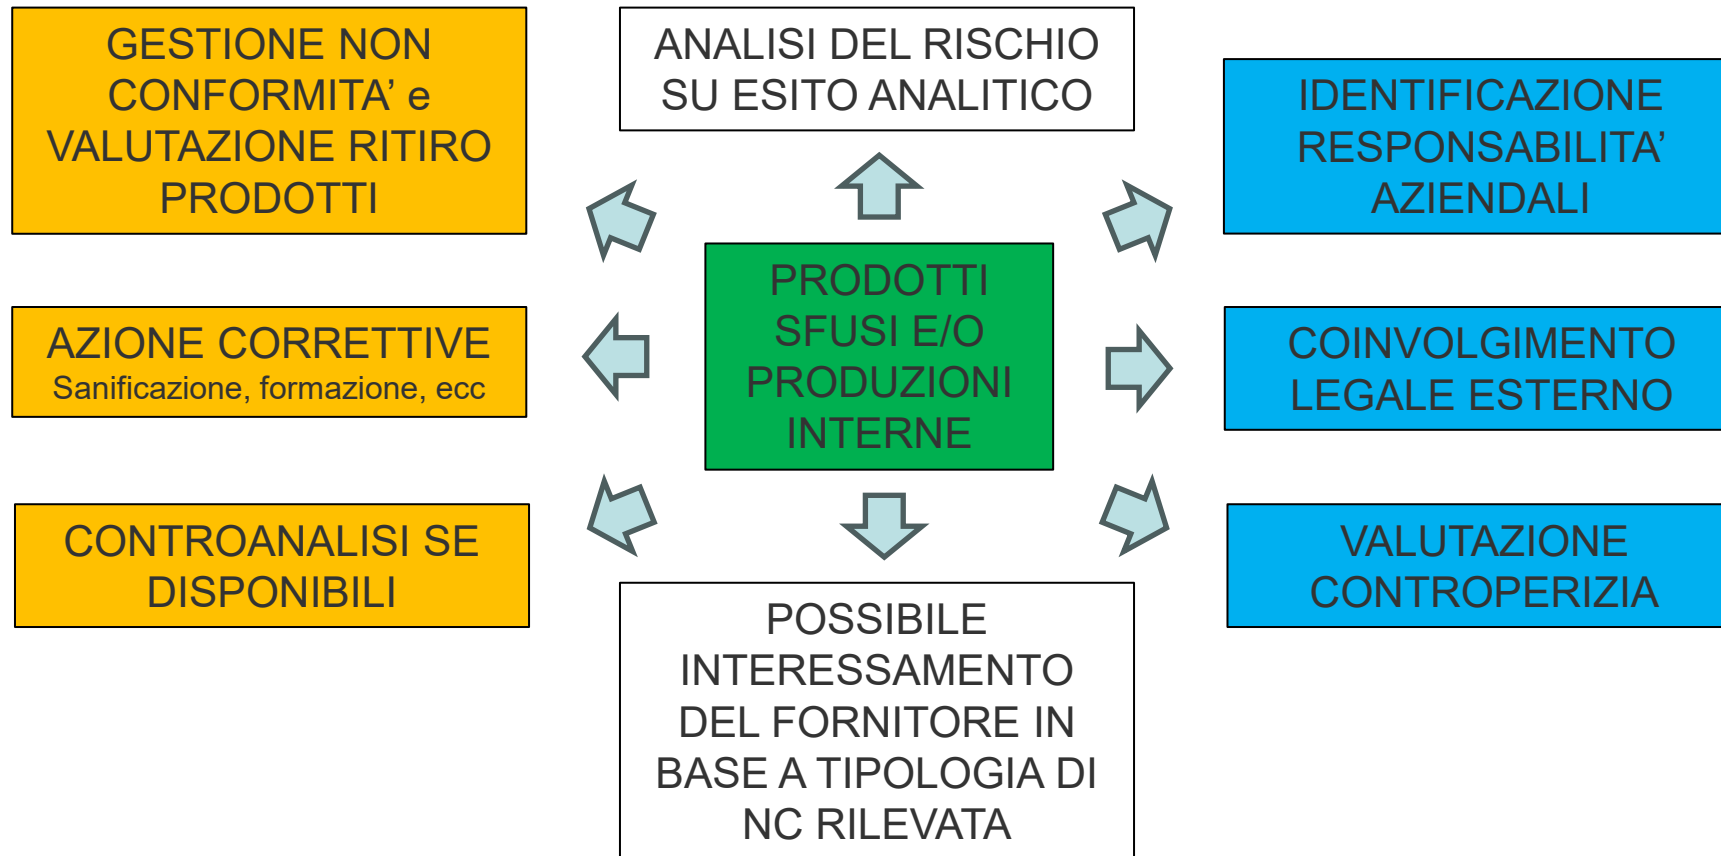 GESTIONE NON
CONFORMITA’ e
VALUTAZIONE RITIRO
PRODOTTI
ANALISI DEL RISCHIO
SU ESITO ANALITICO
IDENTIFICAZIONE
RESPONSABILITA’
AZIENDALI
AZIONE CORRETTIVE
Sanificazione, formazione, ecc
PRODOTTI
SFUSI E/O
PRODUZIONI
INTERNE
COINVOLGIMENTO
LEGALE ESTERNO
CONTROANALISI SE
DISPONIBILI
POSSIBILE
INTERESSAMENTO
DEL FORNITORE IN
BASE A TIPOLOGIA DI
NC RILEVATA
VALUTAZIONE
CONTROPERIZIA